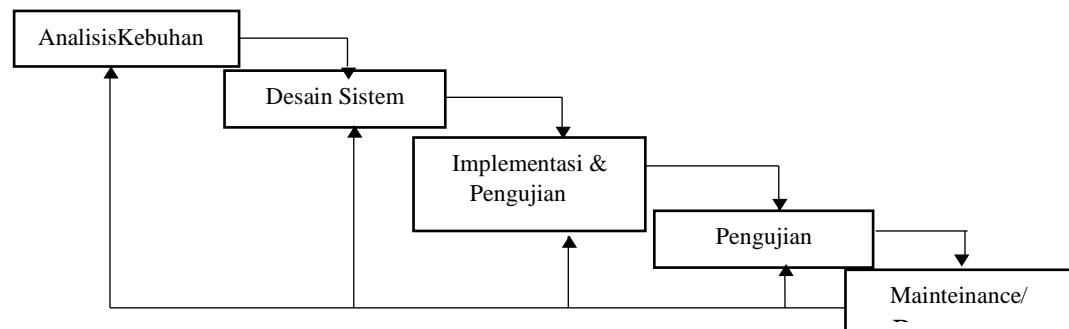 AnalisisKebuhan
Desain Sistem
Implementasi &
Pengujian
Pengujian
Mainteinance/